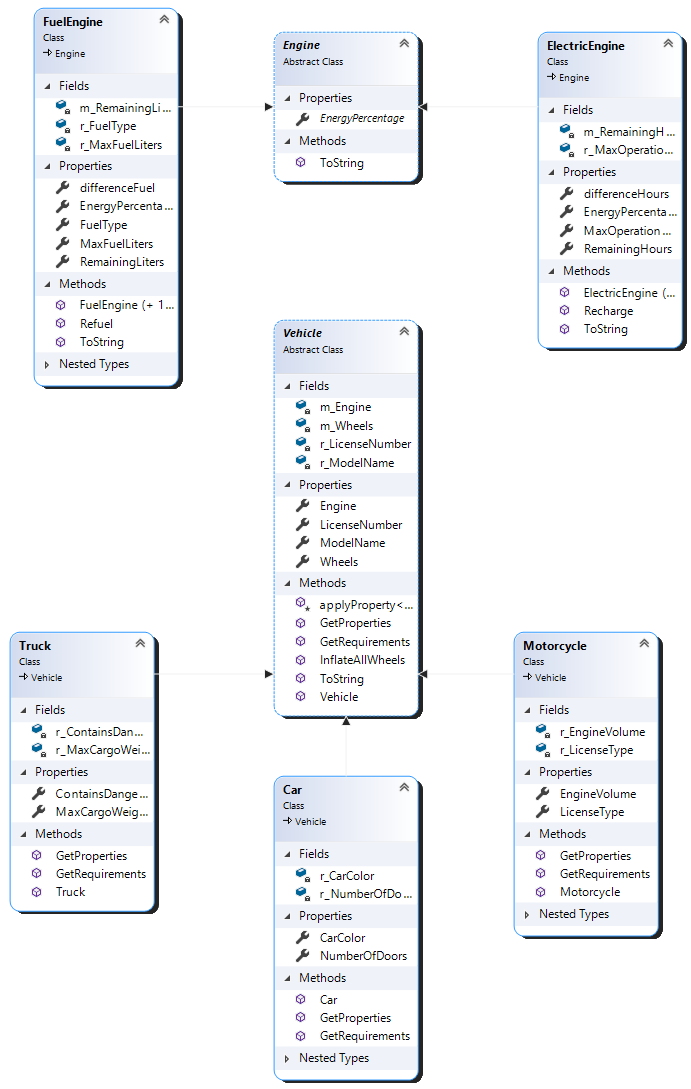 FuelEngine
Class
Engine
Fields
m_RemainingLi...
r_FuelType
r_MaxFuelLiters
Properties
differenceFuel
EnergyPercenta...
FuelType
MaxFuelLiters
RemainingLiters
Methods
FuelEngine (+ 1...
Refuel
ToString
Nested Types
Engine
Abstract Class
Properties
EnergyPercentage
Methods
ToString
ElectricEngine
Class
Engine
Fields
m_RemainingH...
r_MaxOperatio...
Properties
differenceHours
EnergyPercenta...
MaxOperation...
RemainingHours
Methods
ElectricEngine (...
Recharge
ToString
Vehicle
Abstract Class
Fields
m_Engine
m_Wheels
r_LicenseNumber
r_ModelName
Properties
Engine
LicenseNumber
ModelName
Wheels
Methods
applyProperty<...
GetProperties
GetRequirements
InflateAllWheels
ToString
Vehicle
Truck
Class
Vehicle
Fields
r_ContainsDan...
r_MaxCargoWei...
Properties
ContainsDange...
MaxCargoWeig...
Methods
GetProperties
GetRequirements
Truck
Motorcycle
Class
Vehicle
Fields
r_EngineVolume
r_LicenseType
Properties
EngineVolume
LicenseType
Methods
GetProperties
GetRequirements
Motorcycle
Nested Types
Car
Class
Vehicle
Fields
r_CarColor
r_NumberOfDo...
Properties
CarColor
NumberOfDoors
Methods
Car
GetProperties
GetRequirements
Nested Types